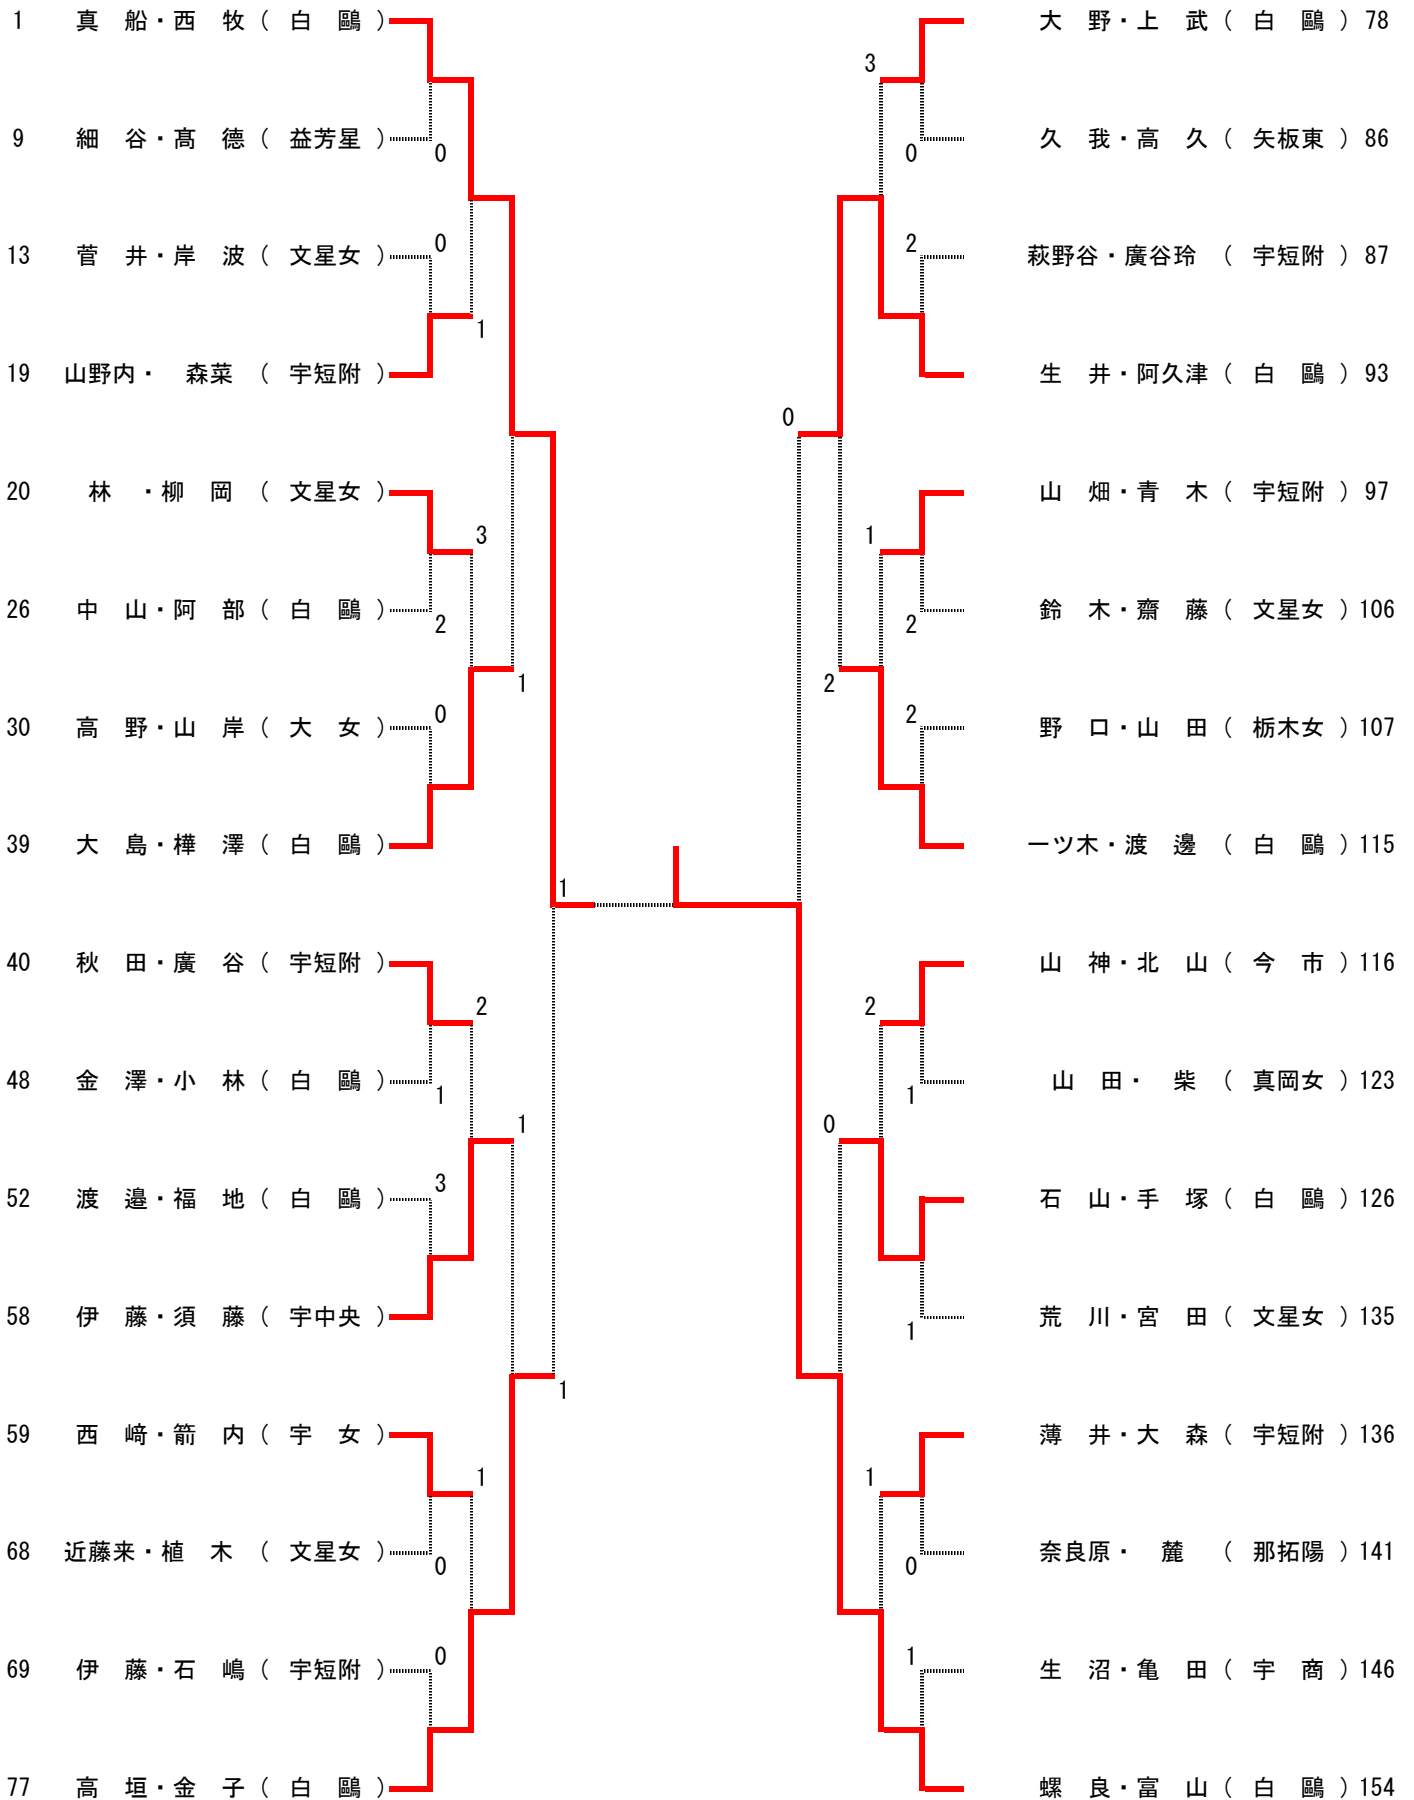 1 真 船・西 牧 ( 白 鷗 )
大 野・上 武 ( 白 鷗 ) 78
3
9 細 谷・髙 德 ( 益芳星 )
0
0
久 我・高 久 ( 矢板東 ) 86
13 菅 井・岸 波 ( 文星女 )
0
2
萩野谷・廣谷玲 ( 宇短附 ) 87
1
19 山野内・ 森菜 ( 宇短附 )
生 井・阿久津 ( 白 鷗 ) 93
0
20 林 ・柳 岡 ( 文星女 )
山 畑・青 木 ( 宇短附 ) 97
3
1
26 中 山・阿 部 ( 白 鷗 )
2
2
鈴 木・齋 藤 ( 文星女 ) 106
1
2
30 高 野・山 岸 ( 大 女 )
0
2
野 口・山 田 ( 栃木女 ) 107
39 大 島・樺 澤 ( 白 鷗 )
一ツ木・渡 邊 ( 白 鷗 ) 115
1
40 秋 田・廣 谷 ( 宇短附 )
山 神・北 山 ( 今 市 ) 116
2
2
48 金 澤・小 林 ( 白 鷗 )
1
1
山 田・ 柴 ( 真岡女 ) 123
1
0
52 渡 邉・福 地 ( 白 鷗 )
3
石 山・手 塚 ( 白 鷗 ) 126
58 伊 藤・須 藤 ( 宇中央 )
1
荒 川・宮 田 ( 文星女 ) 135
1
59 西 﨑・箭 内 ( 宇 女 )
薄 井・大 森 ( 宇短附 ) 136
1
1
68 近藤来・植 木 ( 文星女 )
0
0
奈良原・ 麓 ( 那拓陽 ) 141
69 伊 藤・石 嶋 ( 宇短附 )
0
1
生 沼・亀 田 ( 宇 商 ) 146
77 高 垣・金 子 ( 白 鷗 )
螺 良・富 山 ( 白 鷗 ) 154